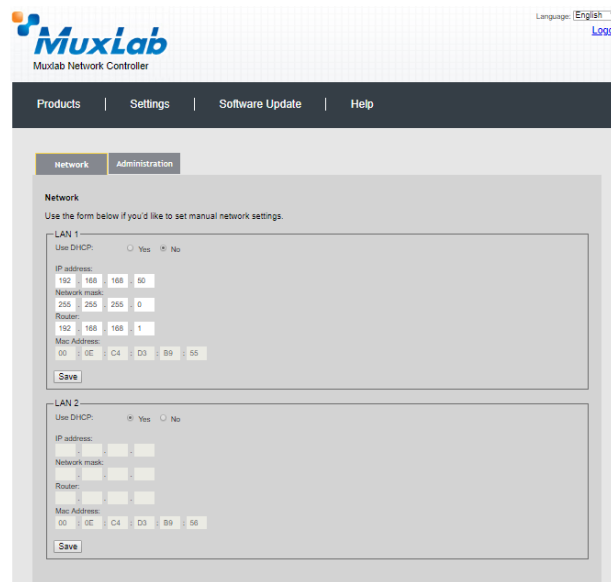 Language: English
Logo
MuxLab
Muxlab Network Controller
Products | Settings | Software Update | Help
Network Administration
Network
Use the form below if you'd like to set manual network settings.
LAN 1
Use DHCP: Yes No
IP address:
192 . 168 . 168 . 50
Network mask:
255 . 255 . 255 . 0
Router:
192 . 168 . 168 . 1
Mac Address:
00 : 0E : C4 : D3 : B9 : 55
Save
LAN 2
Use DHCP: Yes No
IP address:
. . .
Network mask:
. . .
Router:
. . .
Mac Address:
00 : 0E : C4 : D3 : B9 : 56
Save